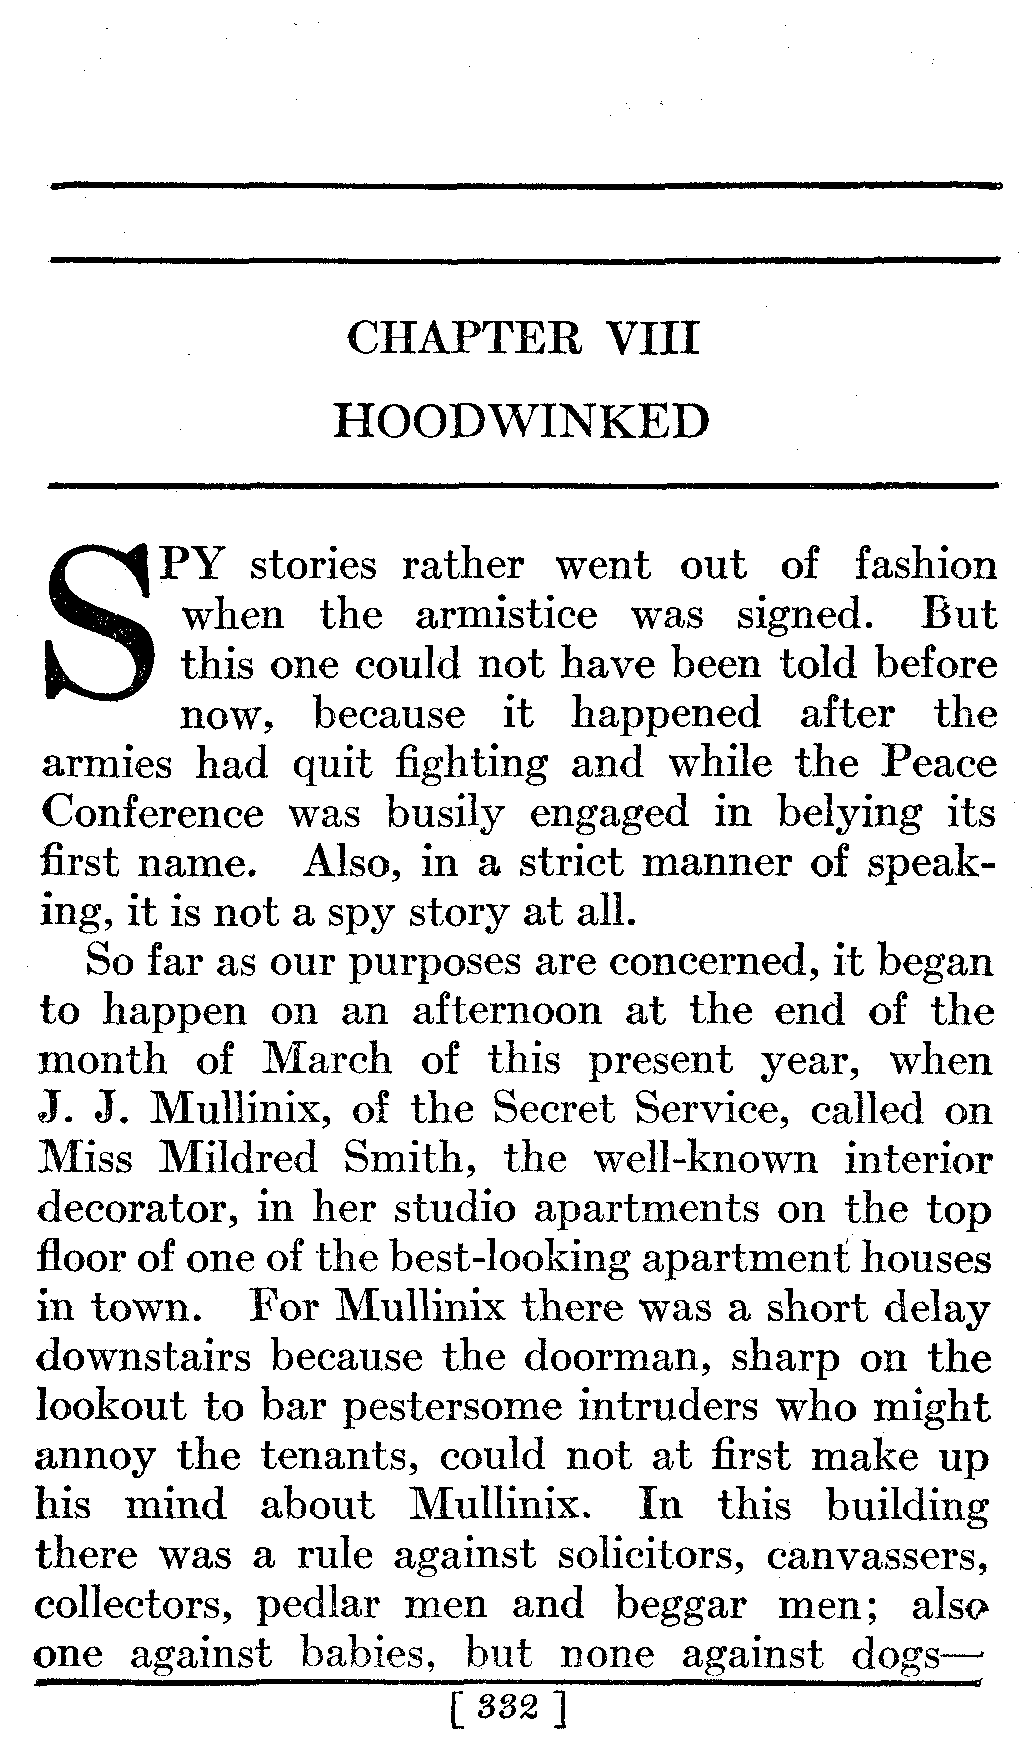 CHAPTER VIII
HOODWINKED
SPY stories rather went out of fashion
when the armistice was signed. But
this one could not have been told before
now, because it happened after the
armies had quit fighting and while the Peace
Conference was busily engaged in belying its
first name. Also, in a strict manner of speak-
ing, it is not a spy story at all.
So far as our purposes are concerned, it began
to happen on an afternoon at the end of the
month of March of this present year, when
J. J. Mullinix, of the Secret Service, called on
Miss Mildred Smith, the well-known interior
decorator, in her studio apartments on the top
floor of one of the best-looking apartment houses
in town. For Mullinix there was a short delay
downstairs because the doorman, sharp on the
lookout to bar pestersome intruders who might
annoy the tenants, could not at first make up
his mind about Mullinix. In this building
there was a rule against solicitors, canvassers,
collectors, pedlar men and beggar men; also
one against babies, but none against dogs—
[ 332 ]